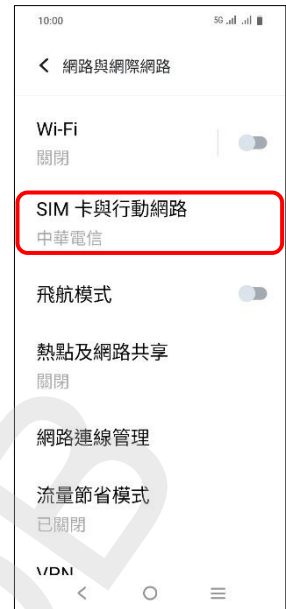 10:00 5G
網路與網際網路
Wi-Fi
關閉
SIM 卡與行動網路
中華電信
飛航模式
熱點及網路共享
關閉
網路連線管理
流量節省模式
已關閉
VPN